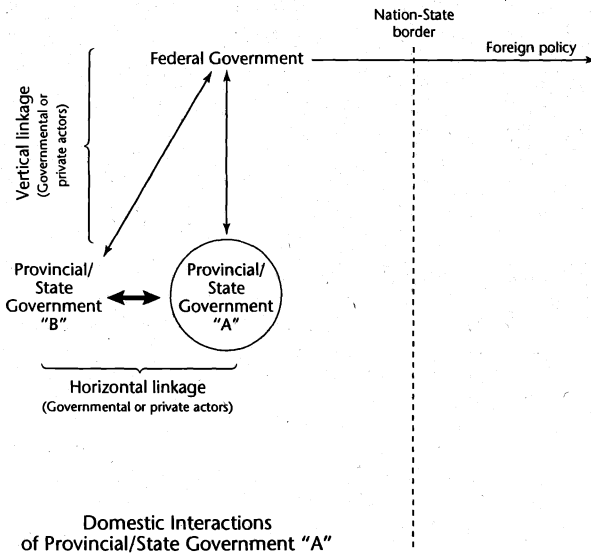 Nation-State
border
Federal Government
Foreign policy
Vertical linkage
(Governmental or
private actors)
Provincial/
State
Government
"B"
Provincial/
State
Government
"A"
Horizontal linkage
(Governmental or private actors)
Domestic Interactions
of Provincial/State Government "A"